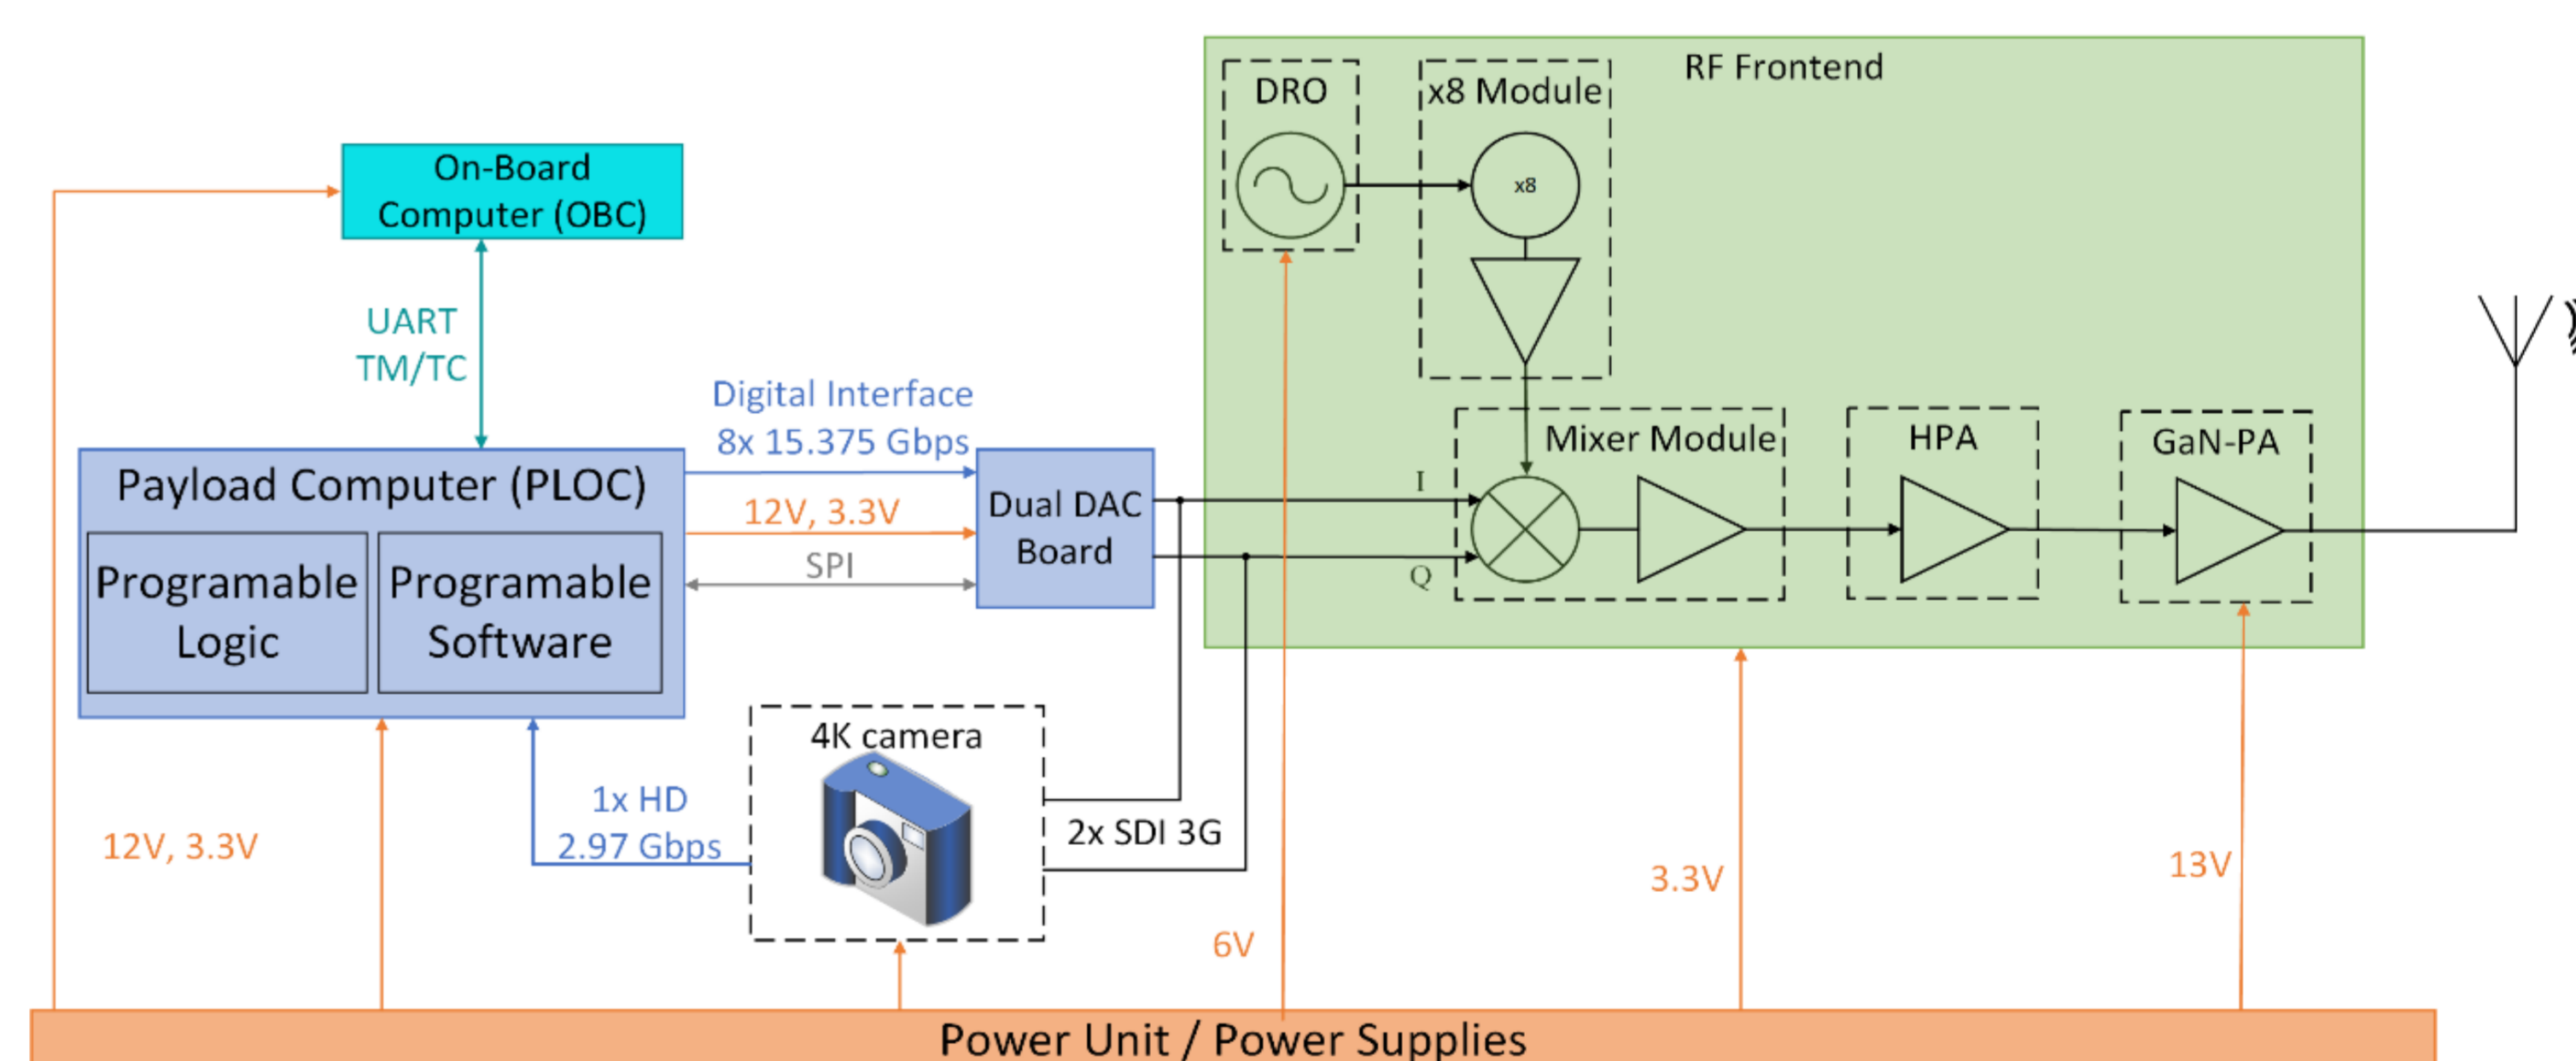 RF Frontend
DRO
x8 Module
x8
On-Board
Computer (OBC)
UART
TM/TC
Digital Interface
8x 15.375 Gbps
Payload Computer (PLOC)
12V, 3.3V
SPI
Dual DAC
Board
Programable
Logic
Programable
Software
I
Q
Mixer Module
HPA
GaN-PA
4K camera
1x HD
2.97 Gbps
2x SDI 3G
12V, 3.3V
6V
3.3V
13V
Power Unit / Power Supplies